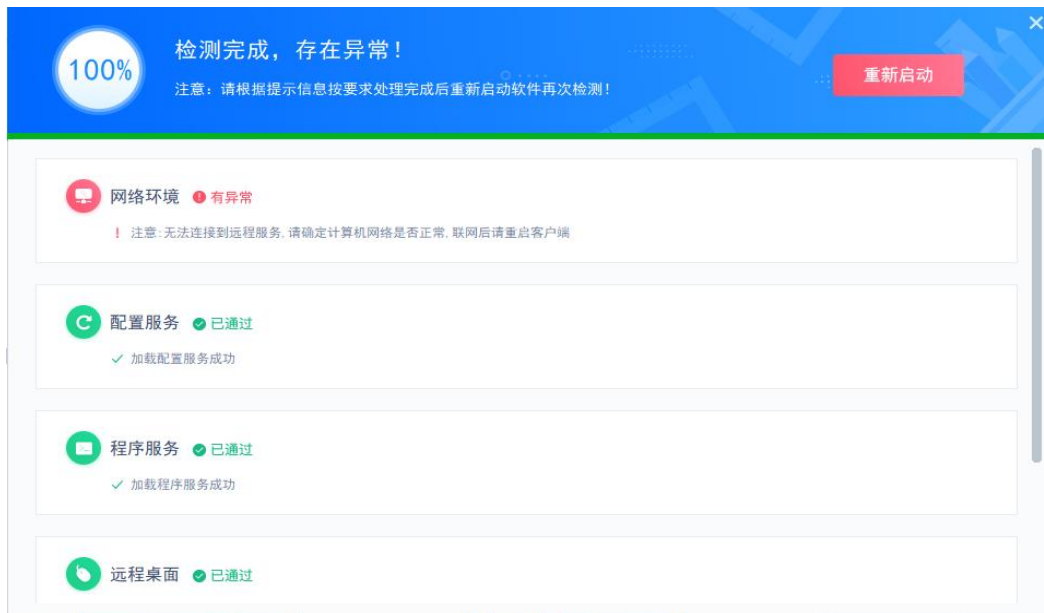 100%
检测完成，存在异常！
注意：请根据提示信息按要求处理完成后重新启动软件再次检测！
重新启动
网络环境 有异常
! 注意:无法连接到远程服务,请确定计算机网络是否正常,联网后请重启客户端
配置服务 已通过
加载配置服务成功
程序服务 已通过
加载程序服务成功
远程桌面 已通过